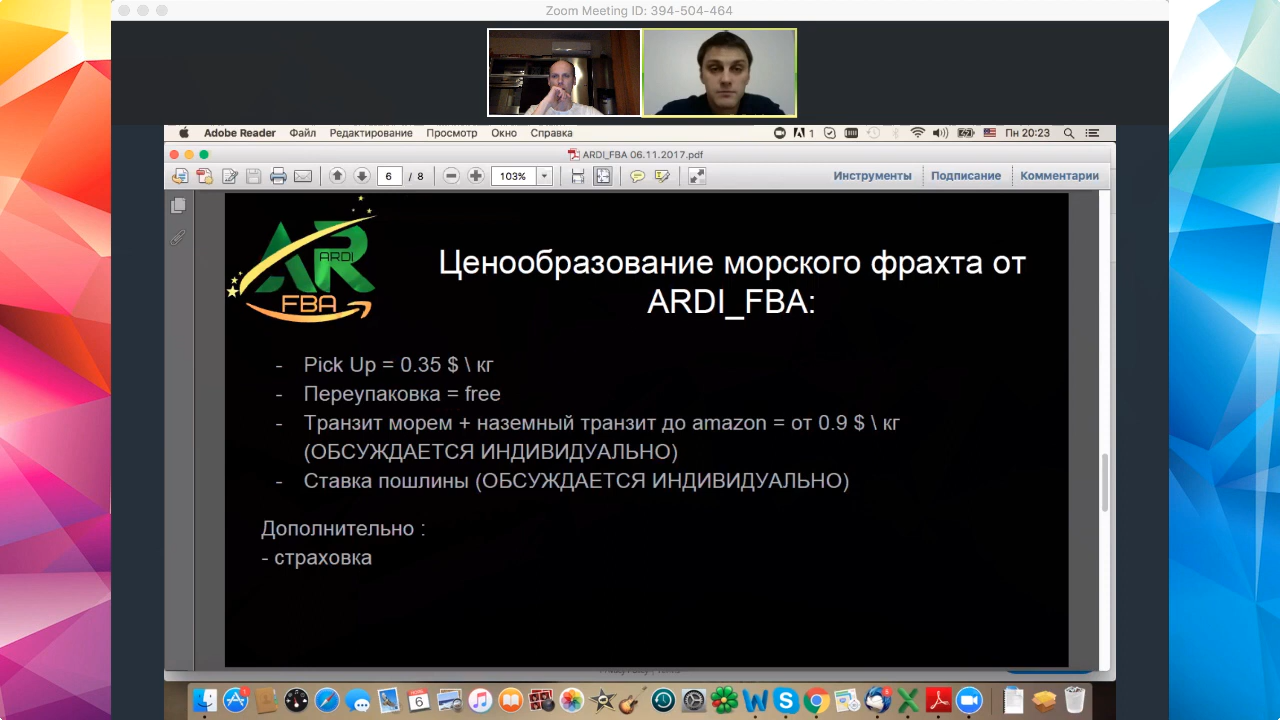 Zoom Meeting ID: 394-504-464
Adobe Reader Файл Редактирование Просмотр Окно Справка 1 Пн 20:23
ARDI_FBA 06.11.2017.pdf
6 / 8 103% Инструменты Подписание Комментарии
AR
ARDI
FBA
Ценообразование морского фрахта от
ARDI_FBA:
- Pick Up = 0.35 $ \ кг
- Переупаковка = free
- Транзит морем + наземный транзит до amazon = от 0.9 $ \ кг
(ОБСУЖДАЕТСЯ ИНДИВИДУАЛЬНО)
- Ставка пошлины (ОБСУЖДАЕТСЯ ИНДИВИДУАЛЬНО)
Дополнительно :
- страховка